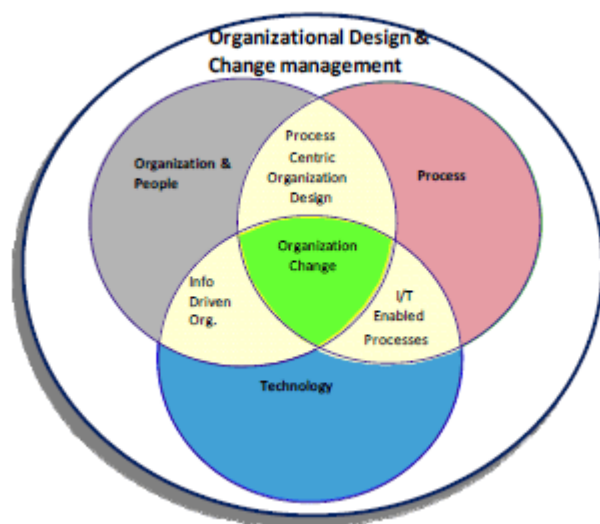 Organizational Design &
Change management
Process
Centric
Organization
Design
Organization &
People
Process
Organization
Change
Info
Driven
Org.
I/T
Enabled
Processes
Technology